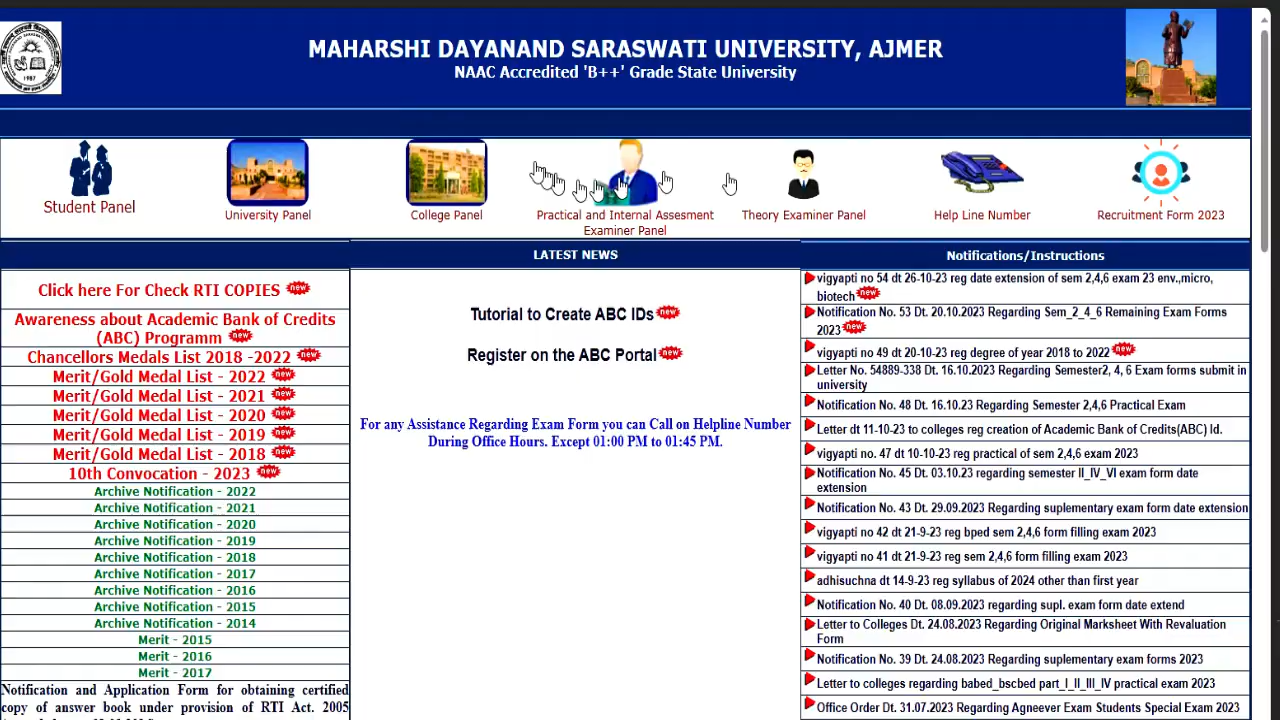 MAHARSHI DAYANAND SARASWATI UNIVERSITY, AJMER
NAAC Accredited 'B++' Grade State University
1987
Student Panel
University Panel
College Panel
Practical and Internal Assesment
Examiner Panel
Theory Examiner Panel
Help Line Number
Recruitment Form 2023
Click here For Check RTI COPIES new
Awareness about Academic Bank of Credits
(ABC) Programm new
Chancellors Medals List 2018 -2022 new
Merit/Gold Medal List - 2022 new
Merit/Gold Medal List - 2021 new
Merit/Gold Medal List - 2020 new
Merit/Gold Medal List - 2019 new
Merit/Gold Medal List - 2018 new
10th Convocation - 2023 new
Archive Notification - 2022
Archive Notification - 2021
Archive Notification - 2020
Archive Notification - 2019
Archive Notification - 2018
Archive Notification - 2017
Archive Notification - 2016
Archive Notification - 2015
Archive Notification - 2014
Merit - 2015
Merit - 2016
Merit - 2017
Notification and Application Form for obtaining certified
copy of answer book under provision of RTI Act. 2005
LATEST NEWS
Tutorial to Create ABC IDs new
Register on the ABC Portal new
For any Assistance Regarding Exam Form you can Call on Helpline Number
During Office Hours. Except 01:00 PM to 01:45 PM.
Notifications/Instructions
vigyapti no 54 dt 26-10-23 reg date extension of sem 2,4,6 exam 23 env.,micro,
biotech new
Notification No. 53 Dt. 20.10.2023 Regarding Sem_2_4_6 Remaining Exam Forms
2023 new
vigyapti no 49 dt 20-10-23 reg degree of year 2018 to 2022 new
Letter No. 54889-338 Dt. 16.10.2023 Regarding Semester2, 4, 6 Exam forms submit in
university
Notification No. 48 Dt. 16.10.23 Regarding Semester 2,4,6 Practical Exam
Letter dt 11-10-23 to colleges reg creation of Academic Bank of Credits(ABC) Id.
vigyapti no. 47 dt 10-10-23 reg practical of sem 2,4,6 exam 2023
Notification No. 45 Dt. 03.10.23 regarding semester II_IV_VI exam form date
extension
Notification No. 43 Dt. 29.09.2023 Regarding suplementary exam form date extension
vigyapti no 42 dt 21-9-23 reg bped sem 2,4,6 form filling exam 2023
vigyapti no 41 dt 21-9-23 reg sem 2,4,6 form filling exam 2023
adhisuchna dt 14-9-23 reg syllabus of 2024 other than first year
Notification No. 40 Dt. 08.09.2023 regarding supl. exam form date extend
Letter to Colleges Dt. 24.08.2023 Regarding Original Marksheet With Revaluation
Form
Notification No. 39 Dt. 24.08.2023 Regarding suplementary exam forms 2023
Letter to colleges regarding babed_bscbed part_I_II_III_IV practical exam 2023
Office Order Dt. 31.07.2023 Regarding Agneever Exam Students Special Exam 2023